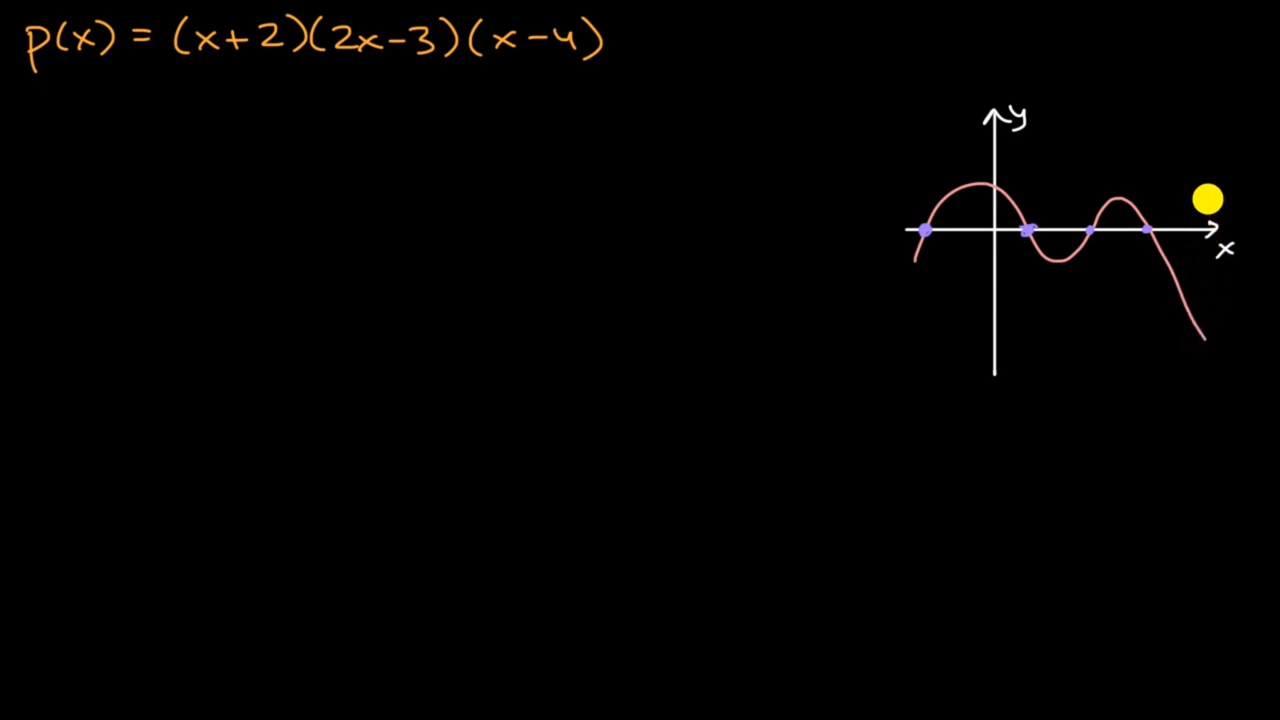 p(x) = (x+2)(2x-3)(x-4)
y
x